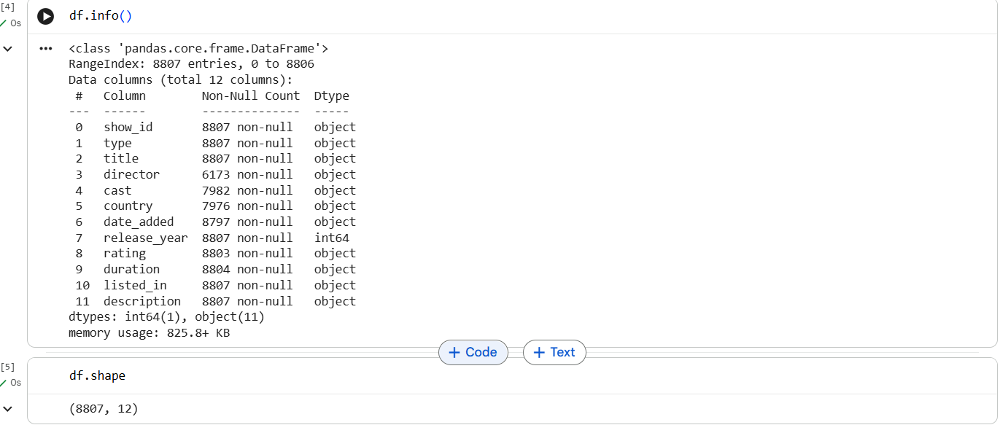 [4]
0s
df.info()
<class 'pandas.core.frame.DataFrame'>
RangeIndex: 8807 entries, 0 to 8806
Data columns (total 12 columns):
 #   Column        Non-Null Count  Dtype
---  ------        --------------  -----
 0   show_id       8807 non-null   object
 1   type          8807 non-null   object
 2   title         8807 non-null   object
 3   director      6173 non-null   object
 4   cast          7982 non-null   object
 5   country       7976 non-null   object
 6   date_added    8797 non-null   object
 7   release_year  8807 non-null   int64
 8   rating        8803 non-null   object
 9   duration      8804 non-null   object
 10  listed_in     8807 non-null   object
 11  description   8807 non-null   object
dtypes: int64(1), object(11)
memory usage: 825.8+ KB
+ Code + Text
[5]
0s
df.shape
(8807, 12)